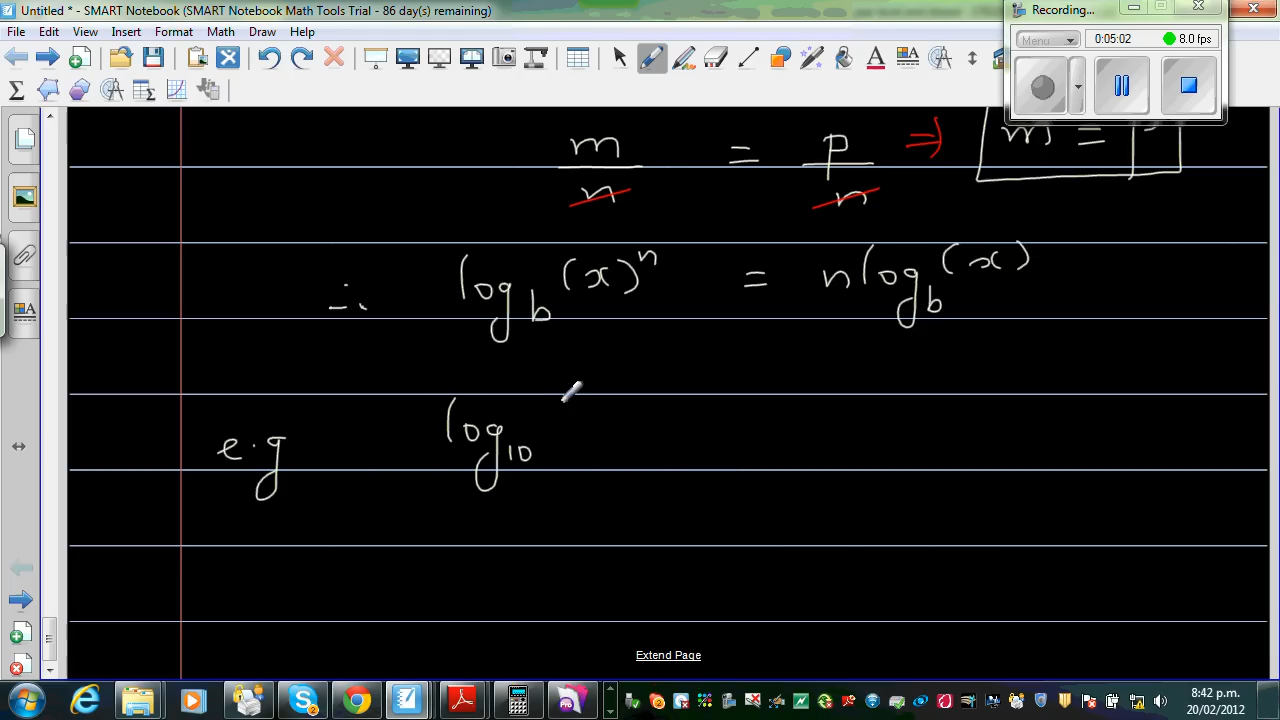 Untitled * - SMART Notebook (SMART Notebook Math Tools Trial - 86 day(s) remaining)
Recording...
File Edit View Insert Format Math Draw Help
Menu 0:05:02 8.0 fps
m/n = p/n ⇒ m = p
∴ log_b (x)^n = n log_b (x)
e.g log_10
Extend Page
8:42 p.m.
20/02/2012